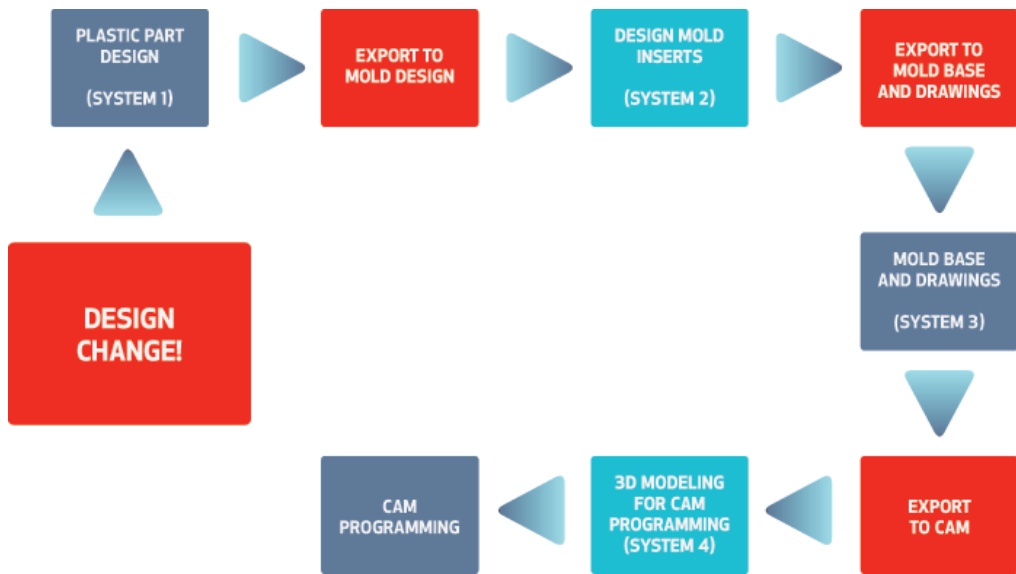 PLASTIC PART
DESIGN
(SYSTEM 1)
EXPORT TO
MOLD DESIGN
DESIGN MOLD
INSERTS
(SYSTEM 2)
EXPORT TO
MOLD BASE
AND DRAWINGS
MOLD BASE
AND DRAWINGS
(SYSTEM 3)
EXPORT
TO CAM
3D MODELING
FOR CAM
PROGRAMMING
(SYSTEM 4)
CAM
PROGRAMMING
DESIGN
CHANGE!